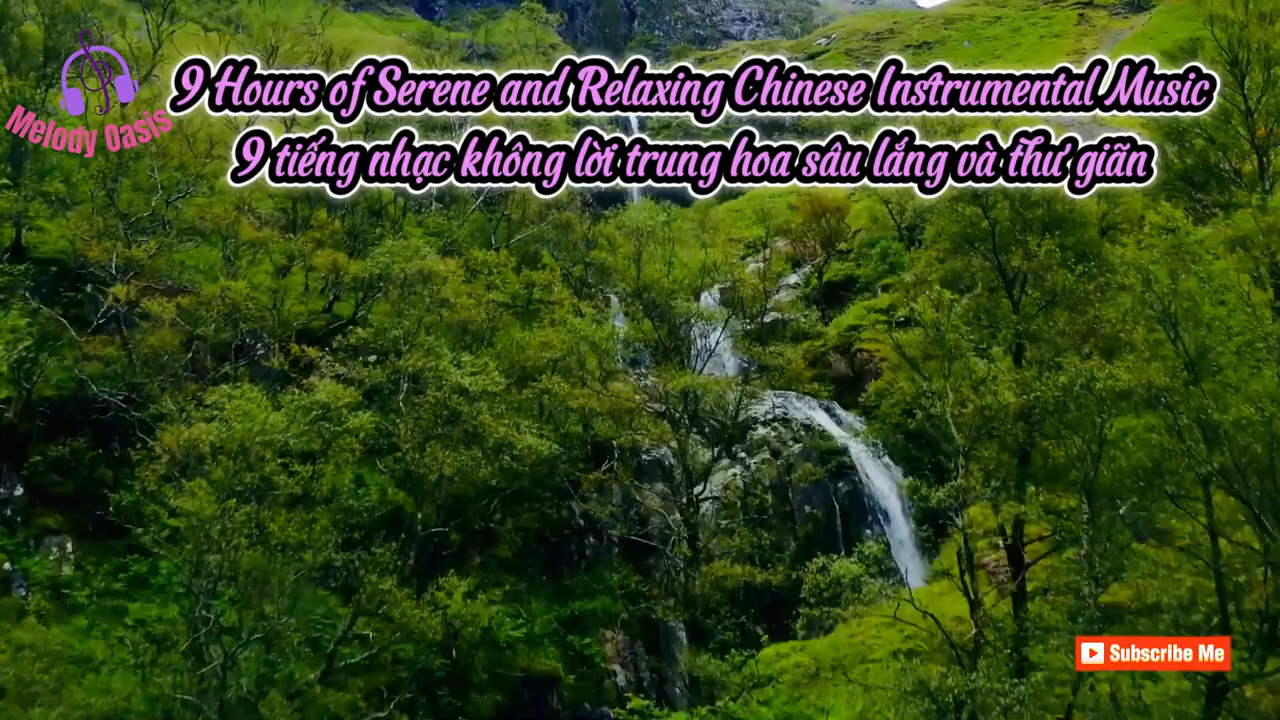 9 Hours of Serene and Relaxing Chinese Instrumental Music
9 tiếng nhạc không lời trung hoa sâu lắng và thư giãn
Melody Oasis
Subscribe Me